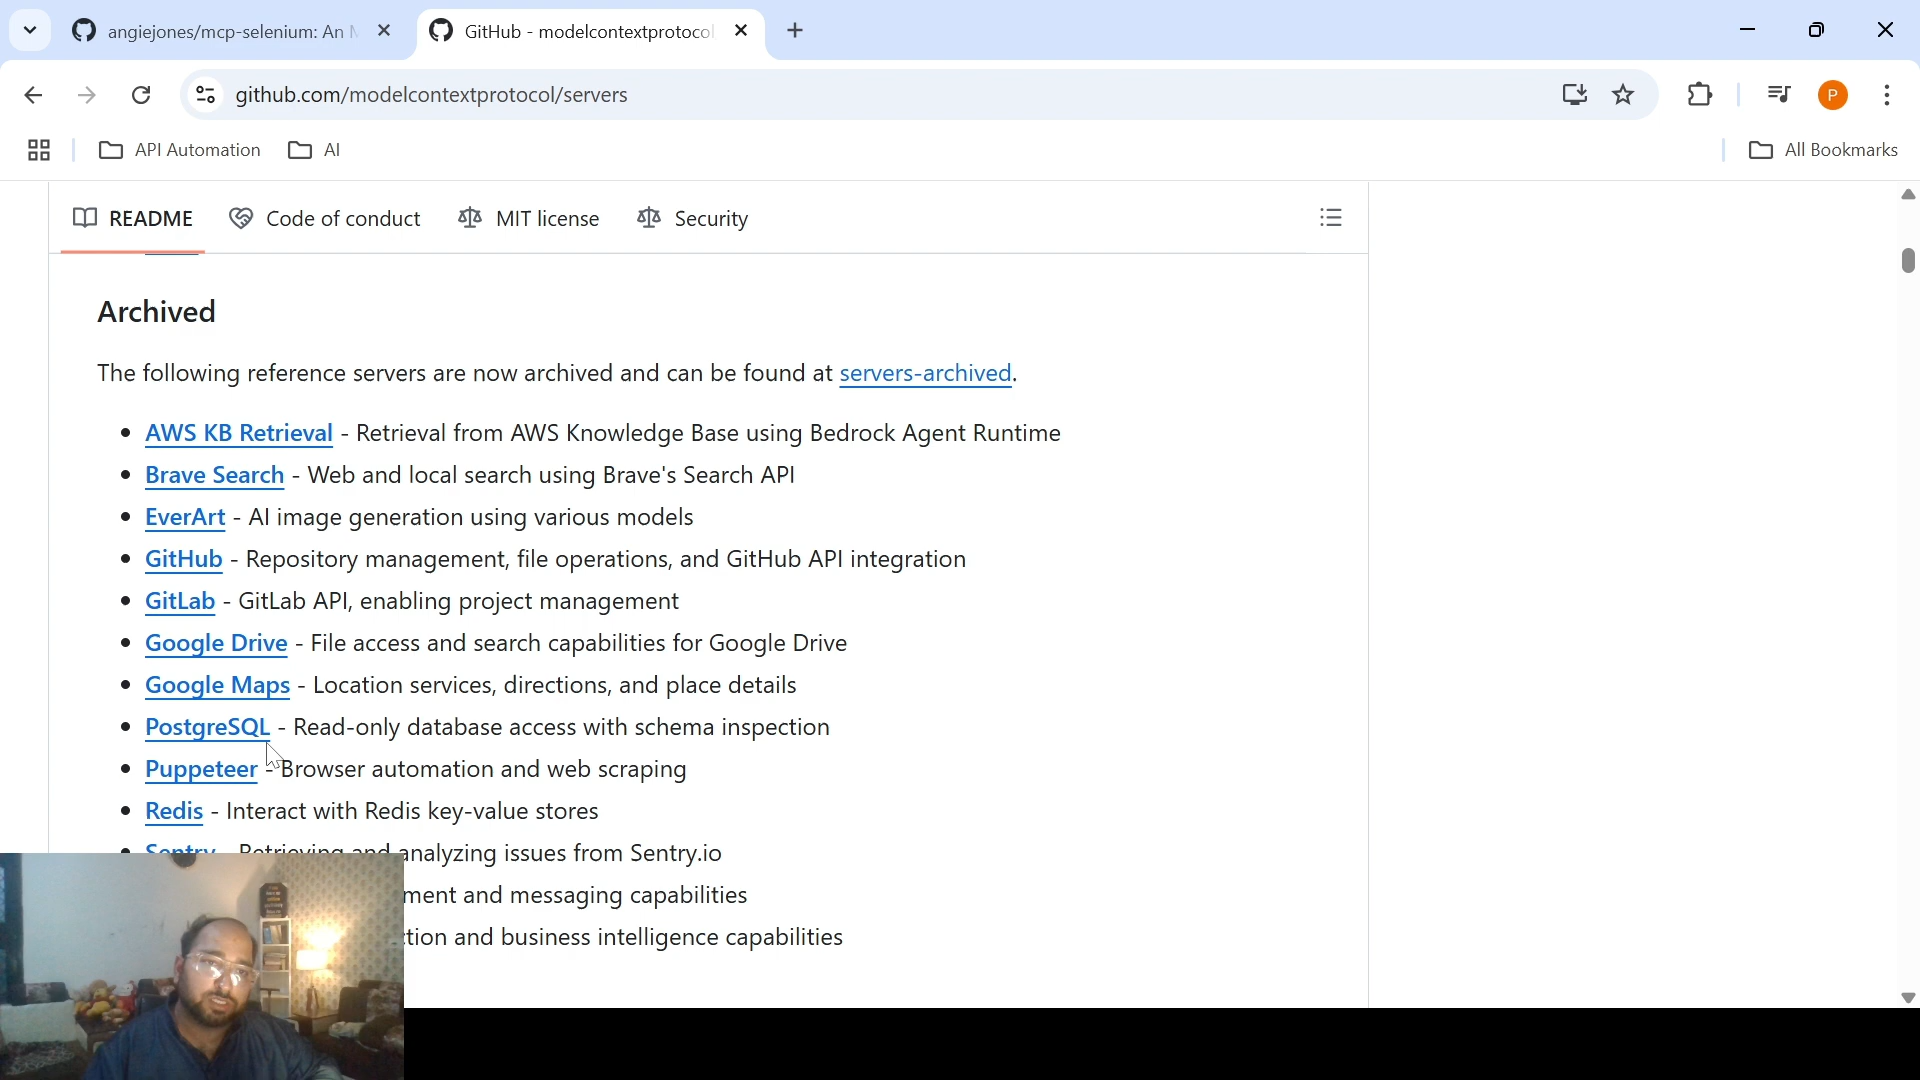 angiejones/mcp-selenium: An M
GitHub - modelcontextprotocol
github.com/modelcontextprotocol/servers
P
API Automation
AI
All Bookmarks
README
Code of conduct
MIT license
Security
Archived
The following reference servers are now archived and can be found at servers-archived.
AWS KB Retrieval - Retrieval from AWS Knowledge Base using Bedrock Agent Runtime
Brave Search - Web and local search using Brave's Search API
EverArt - AI image generation using various models
GitHub - Repository management, file operations, and GitHub API integration
GitLab - GitLab API, enabling project management
Google Drive - File access and search capabilities for Google Drive
Google Maps - Location services, directions, and place details
PostgreSQL - Read-only database access with schema inspection
Puppeteer - Browser automation and web scraping
Redis - Interact with Redis key-value stores
Sentry - Retrieving and analyzing issues from Sentry.io
ment and messaging capabilities
ction and business intelligence capabilities